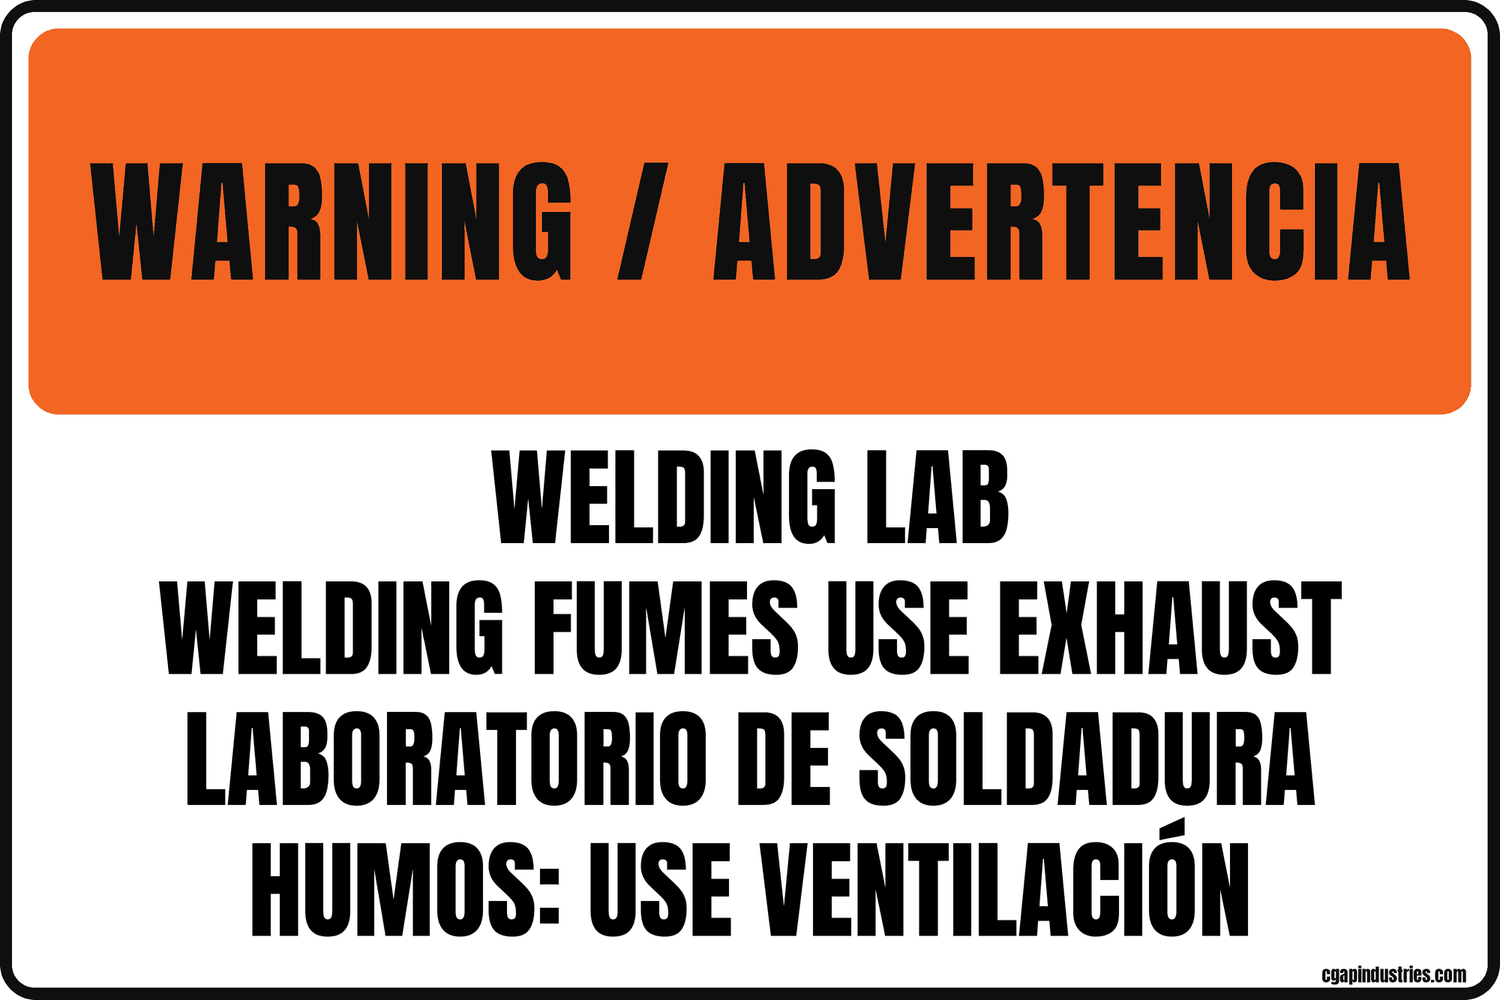 WARNING / ADVERTENCIA
WELDING LAB
WELDING FUMES USE EXHAUST
LABORATORIO DE SOLDADURA
HUMOS: USE VENTILACIÓN
cgapindustries.com